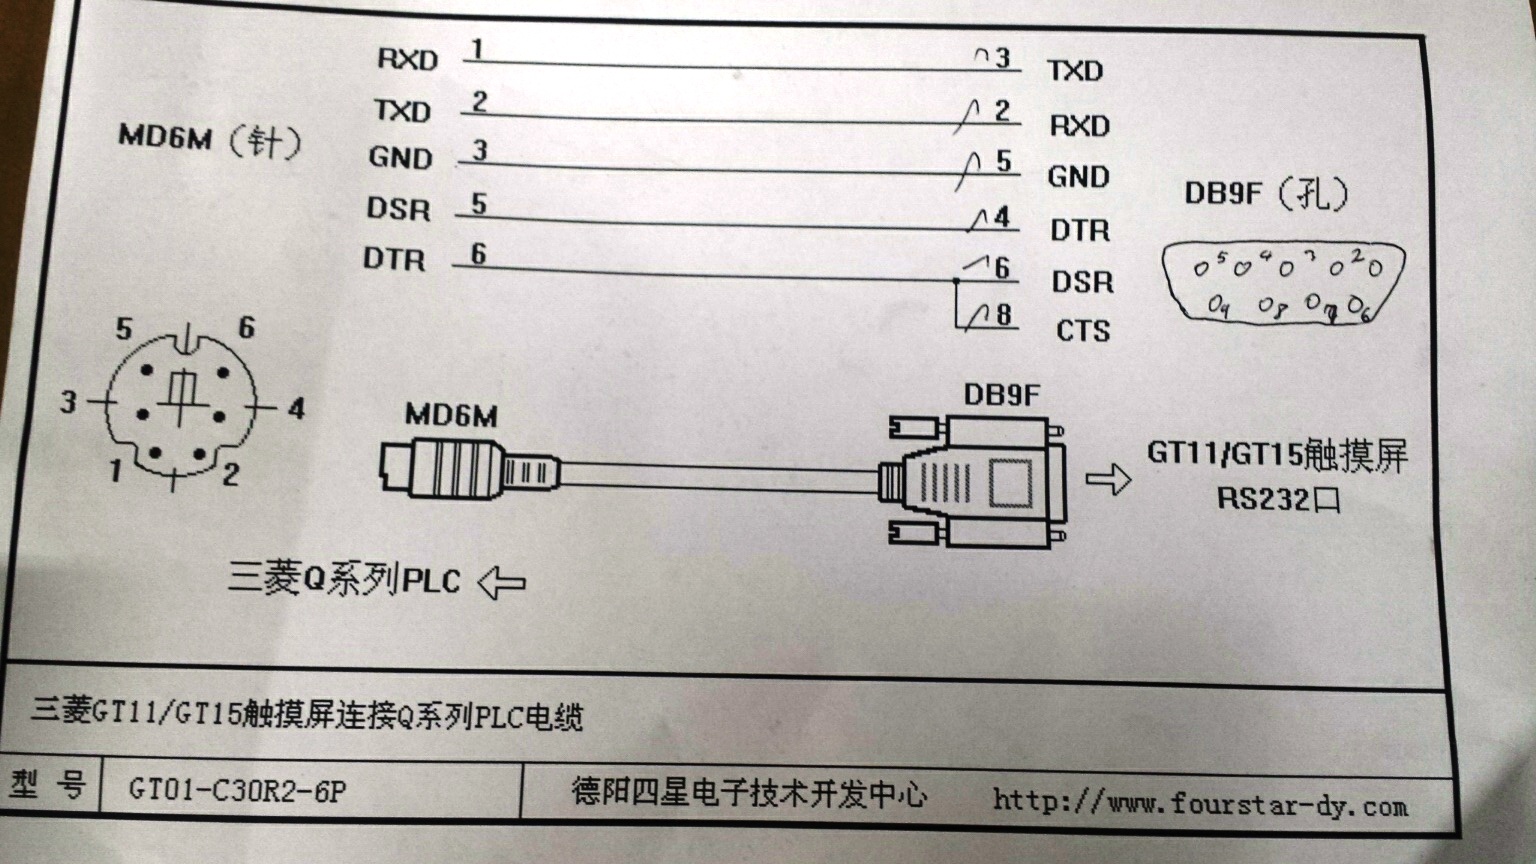 RXD 1 3 TXD
TXD 2 2 RXD
MD6M（针）
GND 3 5 GND
DB9F（孔）
DSR 5 4 DTR
DTR 6 6 DSR
8 CTS
5 4 3 2
9 8 7 6
5 6
3 4
1 2
MD6M
DB9F
GT11/GT15触摸屏
RS232口
三菱Q系列PLC
三菱GT11/GT15触摸屏连接Q系列PLC电缆
型 号 GT01-C30R2-6P 德阳四星电子技术开发中心 http://www.fourstar-dy.com